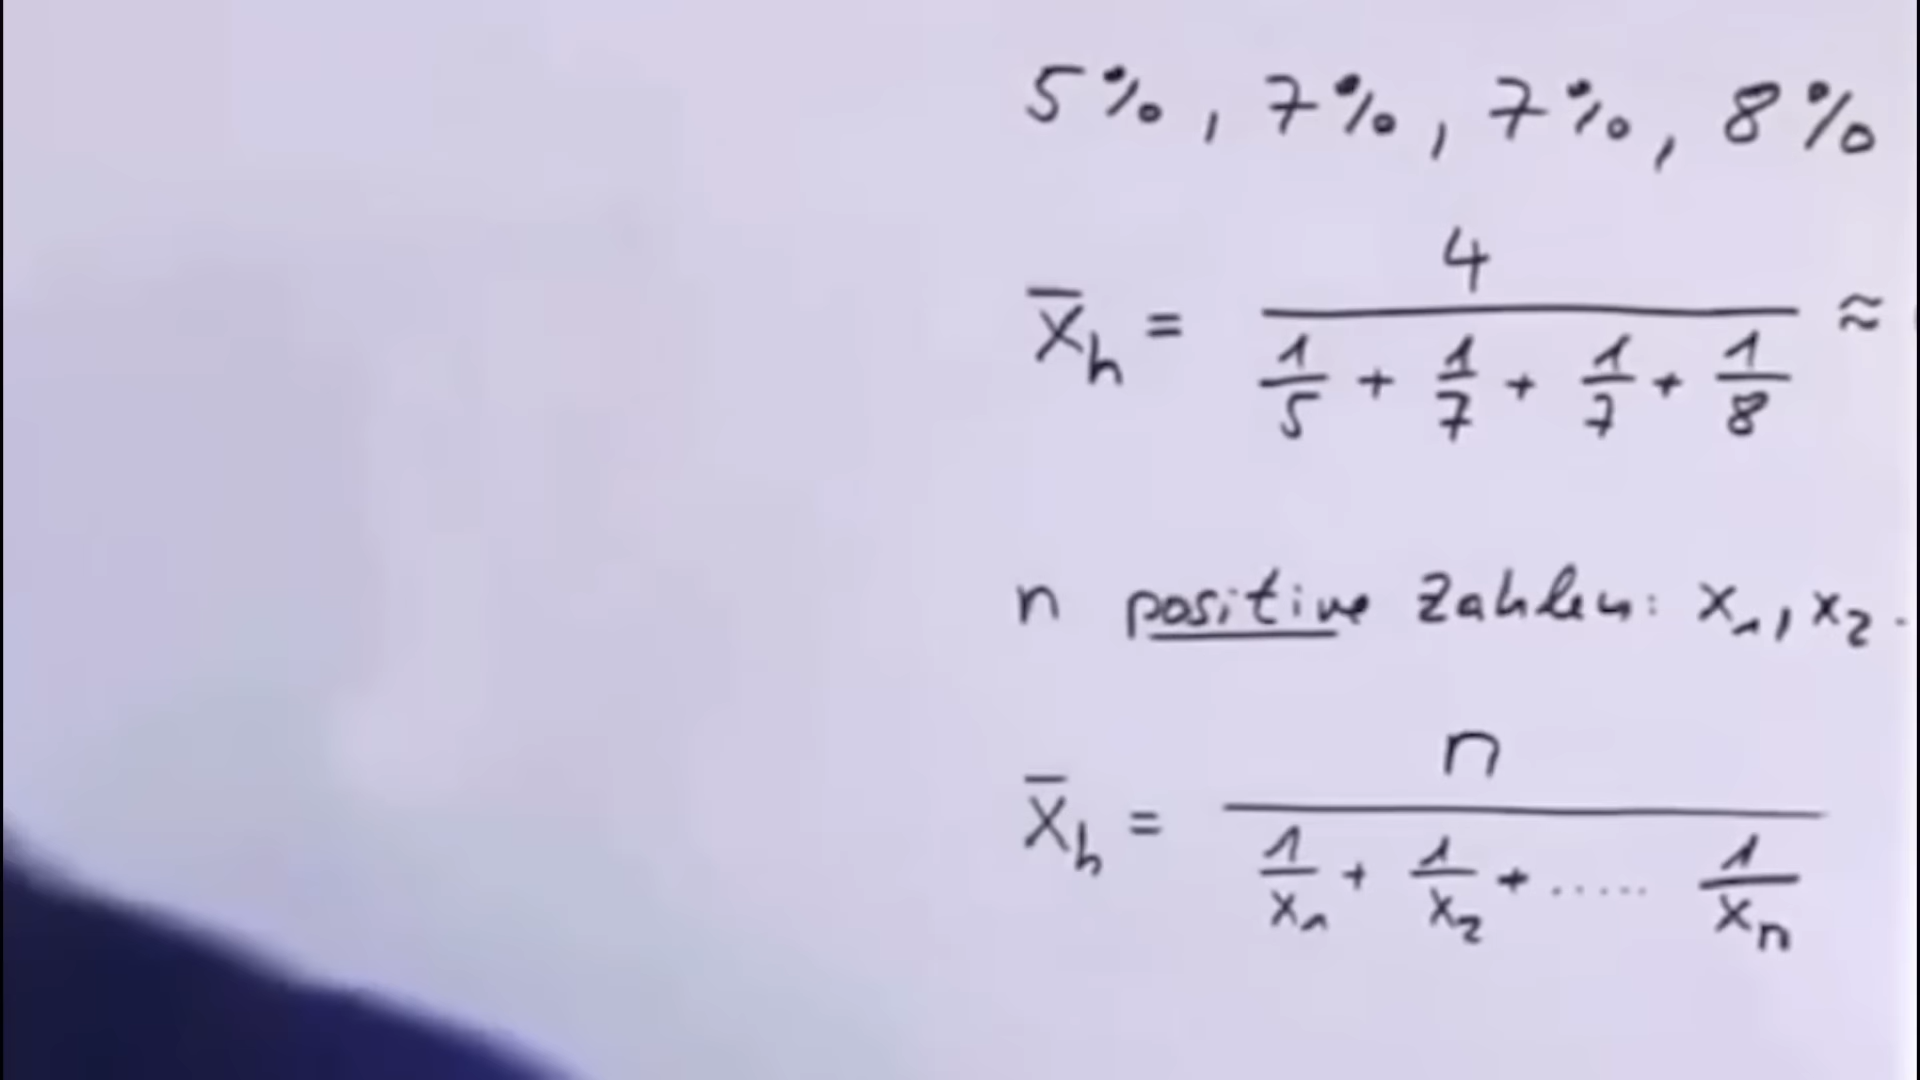 5%, 7%, 7%, 8%
x̄h = 4 / (1/5 + 1/7 + 1/7 + 1/8) ≈
n positive Zahlen: x1, x2.
x̄h = n / (1/x1 + 1/x2 + ..... 1/xn)